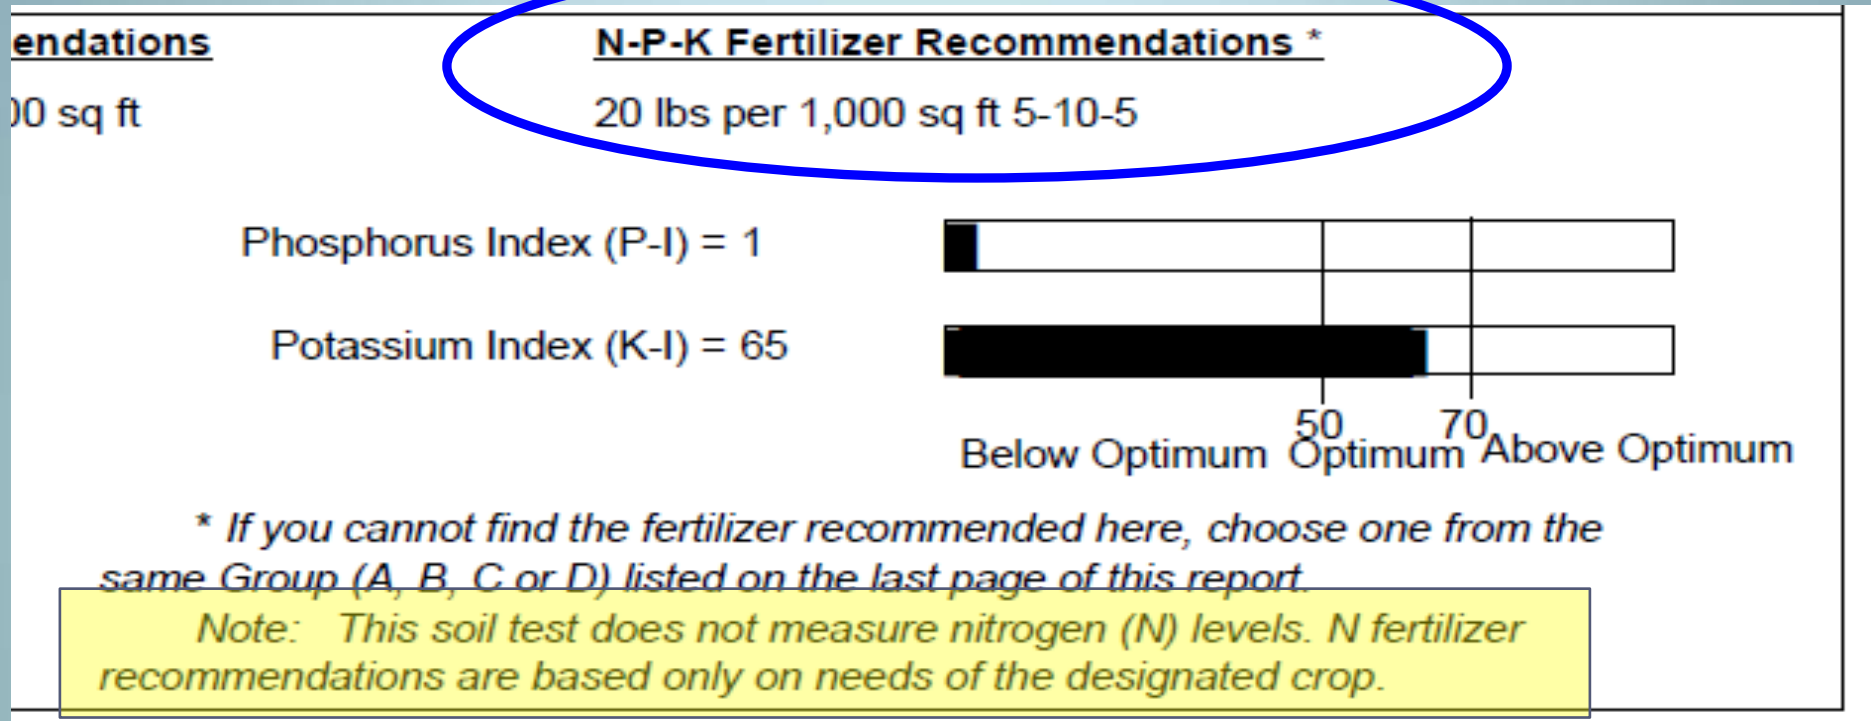 endations
N-P-K Fertilizer Recommendations *
00 sq ft
20 lbs per 1,000 sq ft 5-10-5
Phosphorus Index (P-I) = 1
Potassium Index (K-I) = 65
50 70
Below Optimum Optimum Above Optimum
* If you cannot find the fertilizer recommended here, choose one from the
same Group (A, B, C or D) listed on the last page of this report.
Note: This soil test does not measure nitrogen (N) levels. N fertilizer
recommendations are based only on needs of the designated crop.